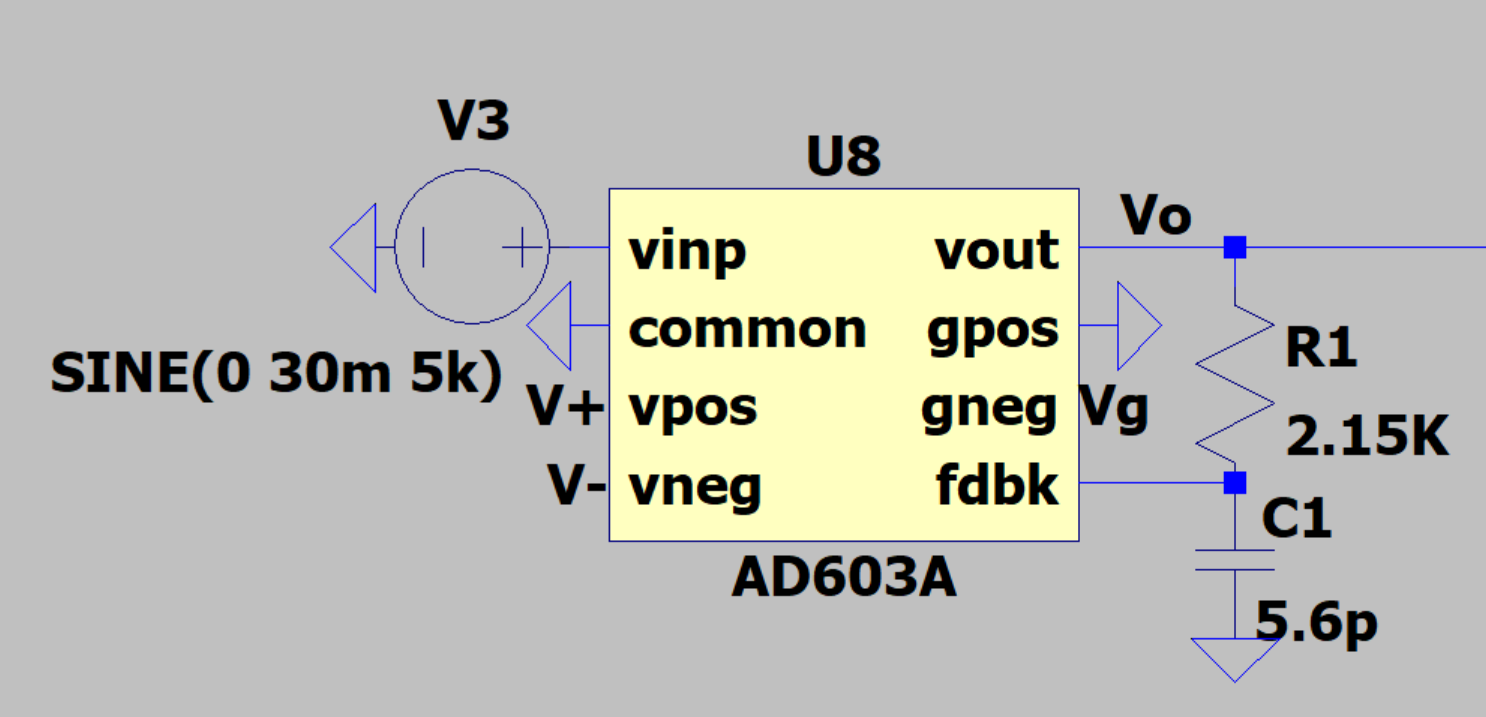 V3
U8
Vo
vinp
vout
common
gpos
R1
SINE(0 30m 5k)
V+
vpos
gneg
Vg
2.15K
V-
vneg
fdbk
C1
AD603A
5.6p